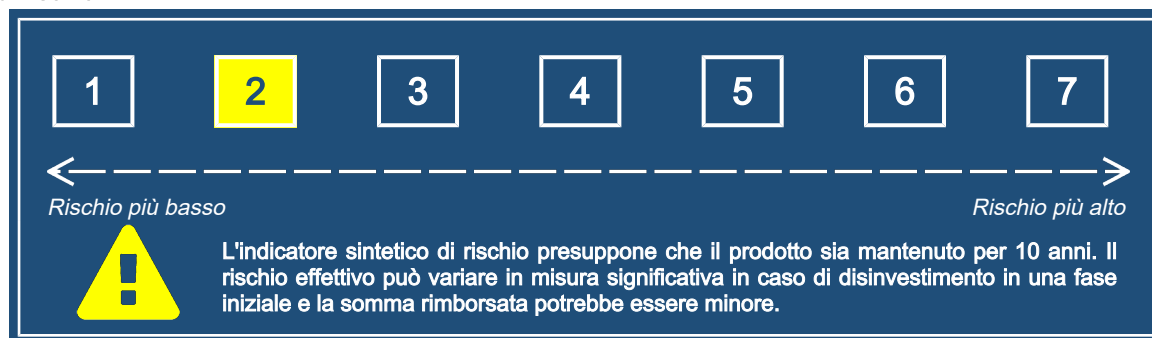 1 2 3 4 5 6 7
Rischio più basso Rischio più alto
L'indicatore sintetico di rischio presuppone che il prodotto sia mantenuto per 10 anni. Il
rischio effettivo può variare in misura significativa in caso di disinvestimento in una fase
iniziale e la somma rimborsata potrebbe essere minore.